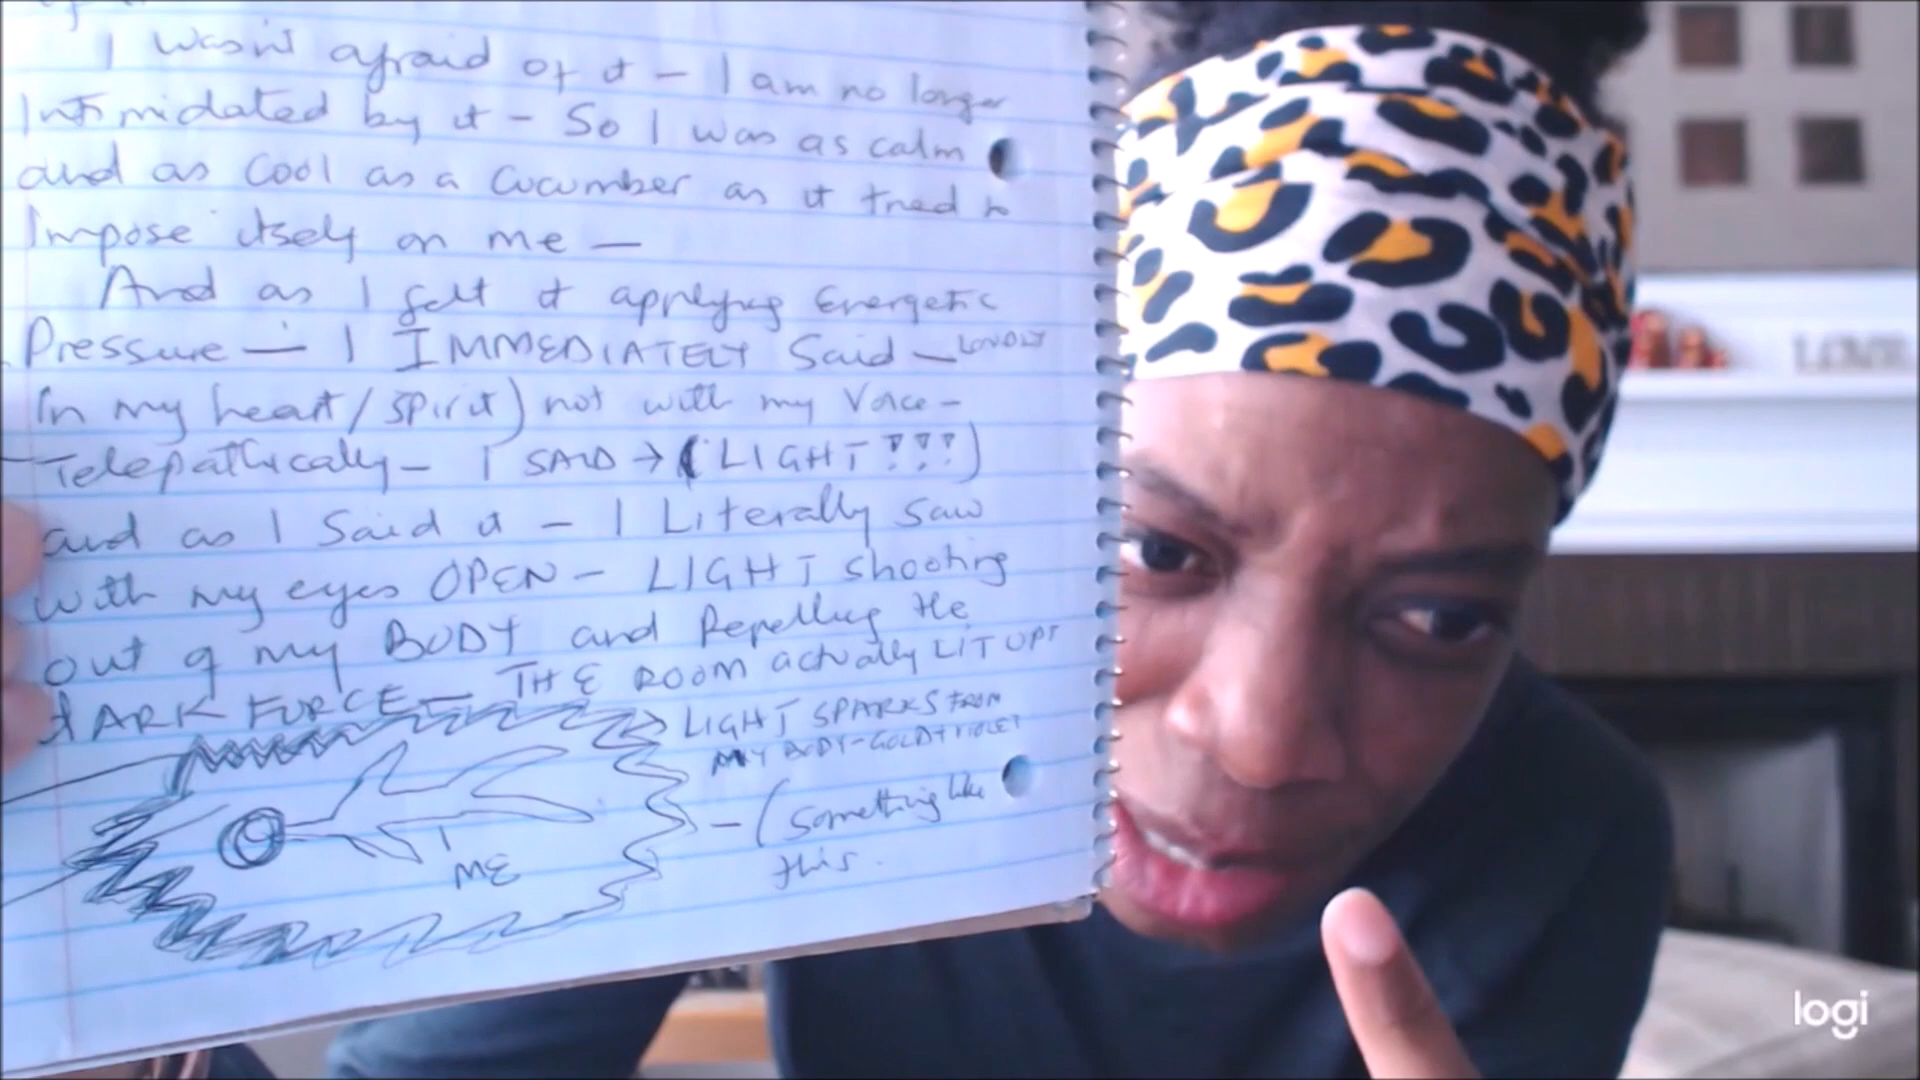 I wasn't afraid of it - I am no longer
Intimidated by it - So I was as calm
and as cool as a cucumber as it tried to
Impose itself on me -
And as I felt it applying Energetic
Pressure - I IMMEDIATELY Said - LOUDLY
In my heart/spirit) not with my Voice -
Telepathically - I SAID → (LIGHT!!!)
and as I said it - I Literally saw
with my eyes OPEN - LIGHT shooting
out of my BODY and Repelling the
DARK FORCE - THE ROOM actually LIT UP!
LIGHT SPARKS FROM
MY BODY - GOLD + VIOLET
- (something like
this.
ME
LOVE
logi